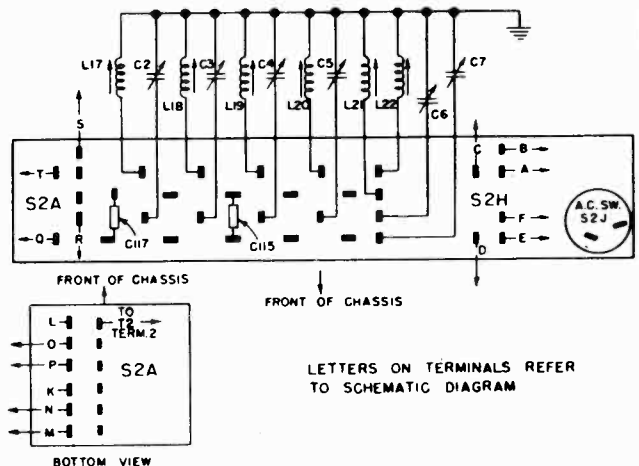 L17 C2 C3 C4 C5 C7
L18 L19 L20 L21 L22 C6
S
T
S2A
Q R
C117
C115
C B
A
S2H
F
D E
A.C. SW.
S2J
FRONT OF CHASSIS
FRONT OF CHASSIS
L
O
P
K
N
M
TO
T2
TERM. 2
S2A
BOTTOM VIEW
LETTERS ON TERMINALS REFER
TO SCHEMATIC DIAGRAM